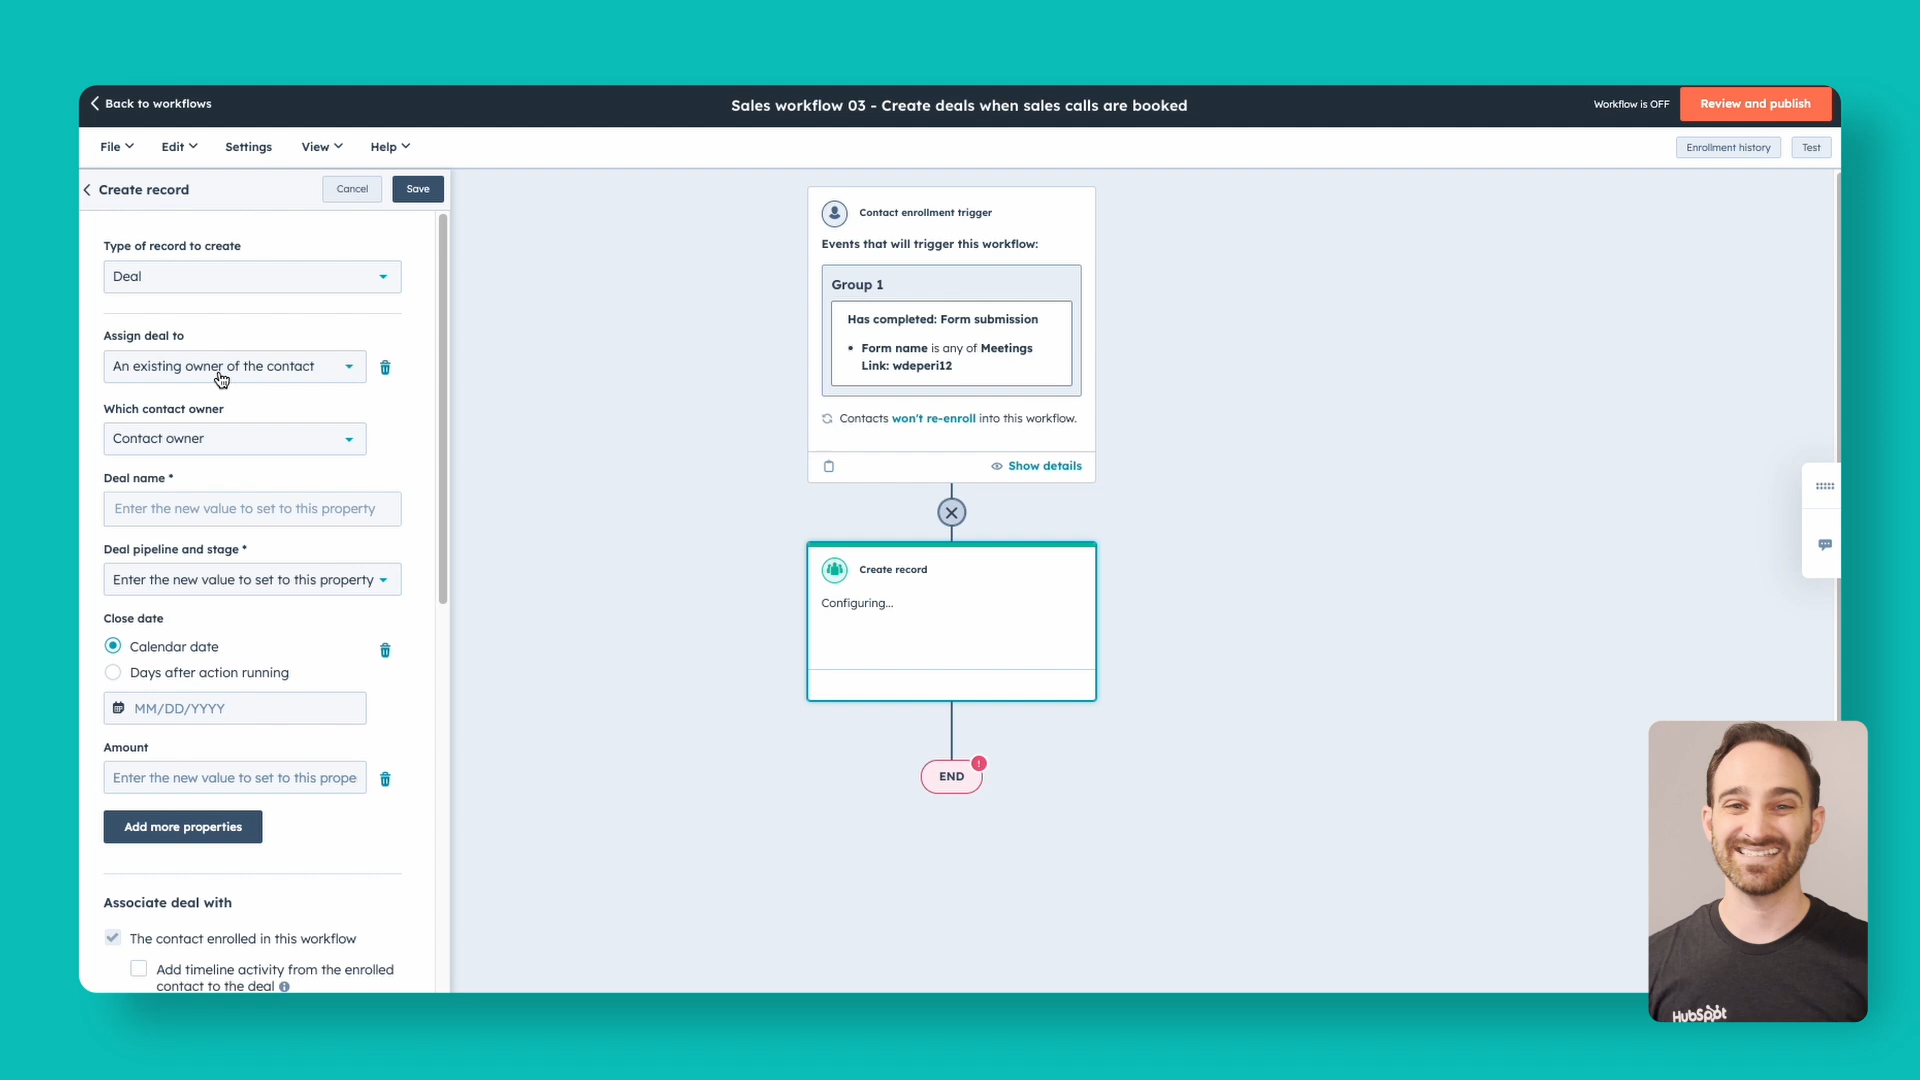 Back to workflows
Sales workflow 03 - Create deals when sales calls are booked
Workflow is OFF
Review and publish
File
Edit
Settings
View
Help
Enrollment history
Test
Create record
Cancel
Save
Type of record to create
Deal
Assign deal to
An existing owner of the contact
Which contact owner
Contact owner
Deal name *
Enter the new value to set to this property
Deal pipeline and stage *
Enter the new value to set to this property
Close date
Calendar date
Days after action running
MM/DD/YYYY
Amount
Enter the new value to set to this prope
Add more properties
Associate deal with
The contact enrolled in this workflow
Add timeline activity from the enrolled
contact to the deal
Contact enrollment trigger
Events that will trigger this workflow:
Group 1
Has completed: Form submission
• Form name is any of Meetings
Link: wdeperi12
Contacts won't re-enroll into this workflow.
Show details
Create record
Configuring...
END
!
HubSpot